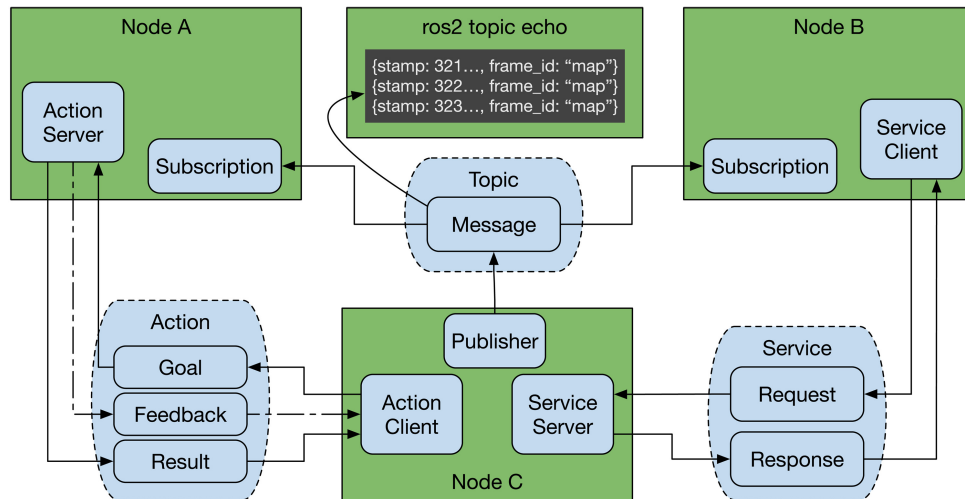 Node A
Action
Server
Subscription
ros2 topic echo
{stamp: 321..., frame_id: “map”}
{stamp: 322..., frame_id: “map”}
{stamp: 323..., frame_id: “map”}
Node B
Subscription
Service
Client
Topic
Message
Action
Goal
Feedback
Result
Publisher
Action
Client
Service
Server
Node C
Service
Request
Response